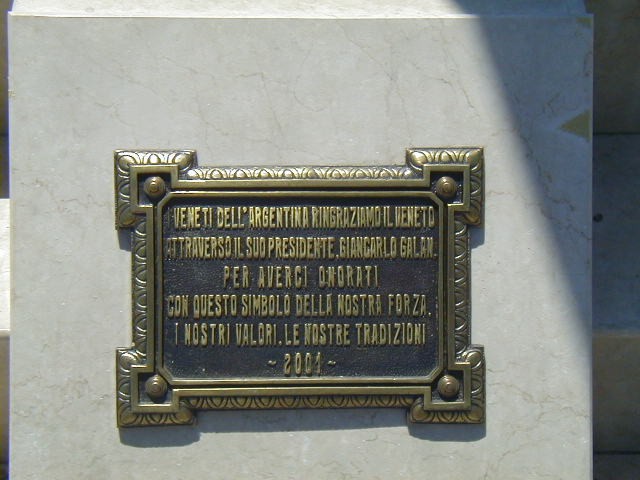 I VENETI DELL'ARGENTINA RINGRAZIAMO IL VENETO
ATTRAVERSO IL SUO PRESIDENTE, GIANCARLO GALAN,
PER AVERCI ONORATI
CON QUESTO SIMBOLO DELLA NOSTRA FORZA,
I NOSTRI VALORI, LE NOSTRE TRADIZIONI
~ 2001 ~